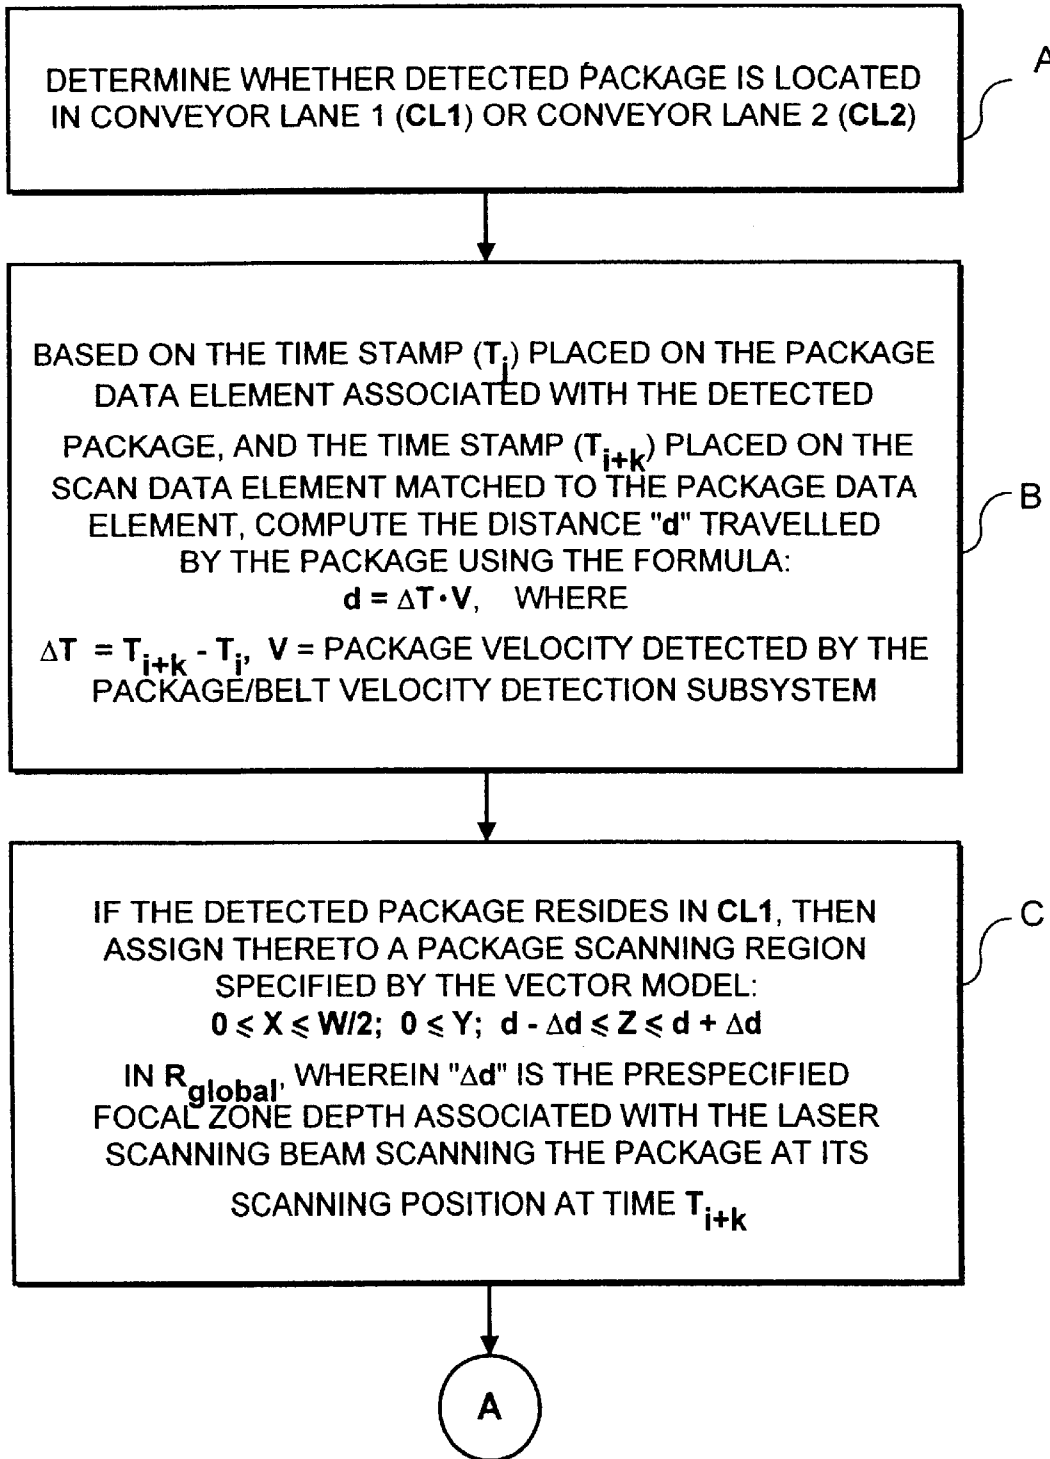 DETERMINE WHETHER DETECTED PACKAGE IS LOCATED
IN CONVEYOR LANE 1 (CL1) OR CONVEYOR LANE 2 (CL2)
A
BASED ON THE TIME STAMP (Ti) PLACED ON THE PACKAGE
DATA ELEMENT ASSOCIATED WITH THE DETECTED
PACKAGE, AND THE TIME STAMP (Ti+k) PLACED ON THE
SCAN DATA ELEMENT MATCHED TO THE PACKAGE DATA
ELEMENT, COMPUTE THE DISTANCE "d" TRAVELLED
BY THE PACKAGE USING THE FORMULA:
d = ΔT·V, WHERE
ΔT = Ti+k - Ti, V = PACKAGE VELOCITY DETECTED BY THE
PACKAGE/BELT VELOCITY DETECTION SUBSYSTEM
B
IF THE DETECTED PACKAGE RESIDES IN CL1, THEN
ASSIGN THERETO A PACKAGE SCANNING REGION
SPECIFIED BY THE VECTOR MODEL:
0 ⩽ X ⩽ W/2; 0 ⩽ Y; d - Δd ⩽ Z ⩽ d + Δd
IN Rglobal, WHEREIN "Δd" IS THE PRESPECIFIED
FOCAL ZONE DEPTH ASSOCIATED WITH THE LASER
SCANNING BEAM SCANNING THE PACKAGE AT ITS
SCANNING POSITION AT TIME Ti+k
C
A